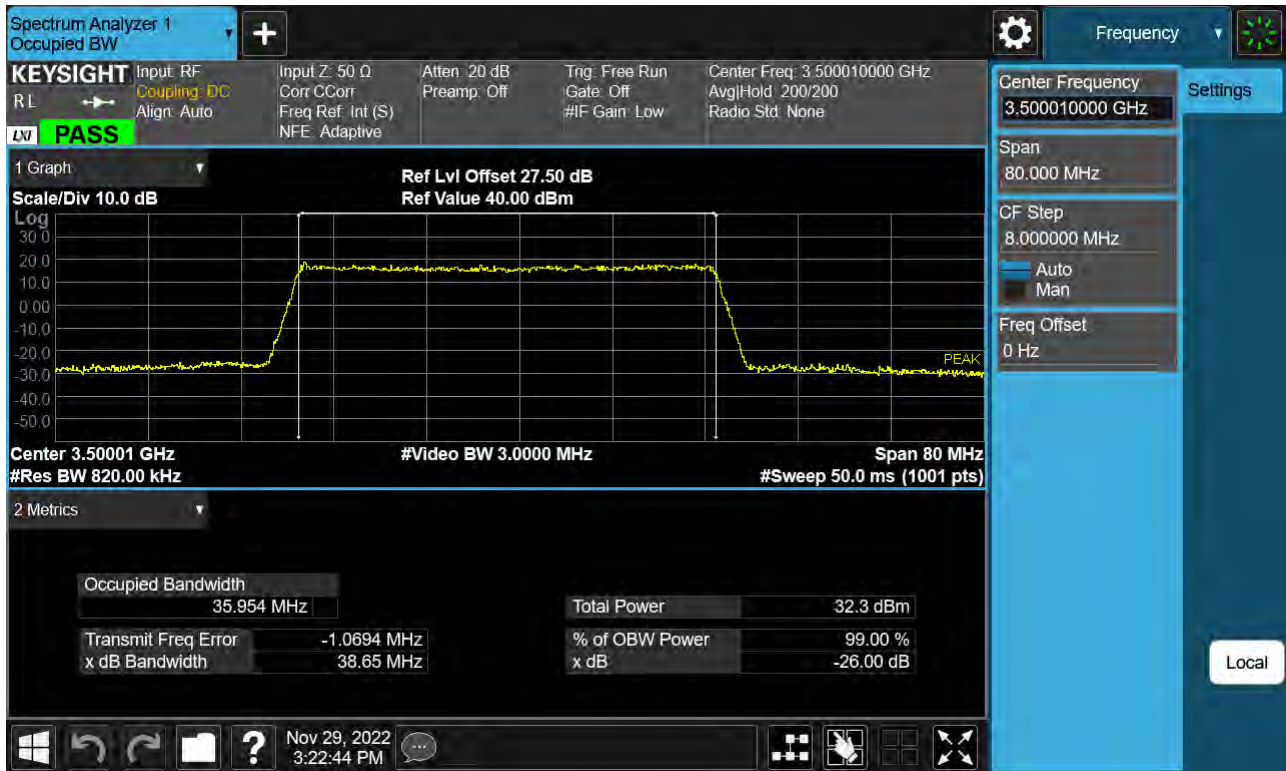 Spectrum Analyzer 1
Occupied BW
+
Frequency
KEYSIGHT
RL
LXI
PASS
Input: RF
Coupling: DC
Align: Auto
Input Z: 50 Ω
Corr CCorr
Freq Ref: Int (S)
NFE: Adaptive
Atten: 20 dB
Preamp: Off
Trig: Free Run
Gate: Off
#IF Gain: Low
Center Freq: 3.500010000 GHz
Avg|Hold: 200/200
Radio Std: None
Center Frequency
3.500010000 GHz
Settings
Span
80.000 MHz
CF Step
8.000000 MHz
Auto
Man
Freq Offset
0 Hz
Local
1 Graph
Scale/Div 10.0 dB
Ref Lvl Offset 27.50 dB
Ref Value 40.00 dBm
Log
30.0
20.0
10.0
0.00
-10.0
-20.0
-30.0
-40.0
-50.0
PEAK
Center 3.50001 GHz
#Video BW 3.0000 MHz
Span 80 MHz
#Res BW 820.00 kHz
#Sweep 50.0 ms (1001 pts)
2 Metrics
Occupied Bandwidth
35.954 MHz
Total Power 32.3 dBm
Transmit Freq Error -1.0694 MHz
% of OBW Power 99.00 %
x dB Bandwidth 38.65 MHz
x dB -26.00 dB
?
Nov 29, 2022
3:22:44 PM